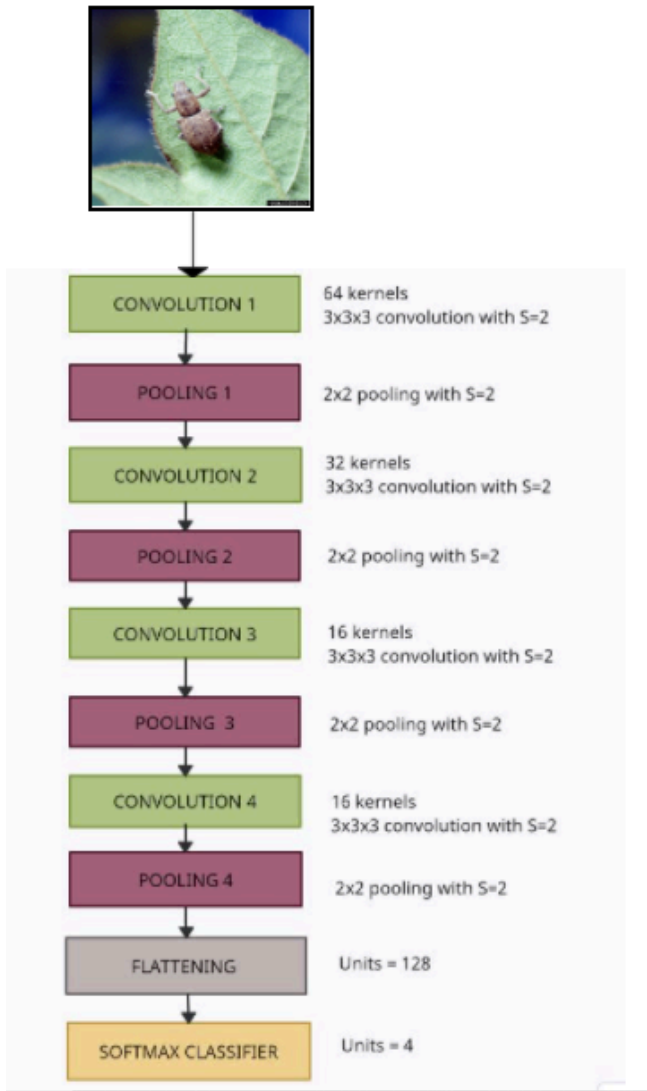 CONVOLUTION 1
64 kernels
3x3x3 convolution with S=2
POOLING 1
2x2 pooling with S=2
CONVOLUTION 2
32 kernels
3x3x3 convolution with S=2
POOLING 2
2x2 pooling with S=2
CONVOLUTION 3
16 kernels
3x3x3 convolution with S=2
POOLING 3
2x2 pooling with S=2
CONVOLUTION 4
16 kernels
3x3x3 convolution with S=2
POOLING 4
2x2 pooling with S=2
FLATTENING
Units = 128
SOFTMAX CLASSIFIER
Units = 4